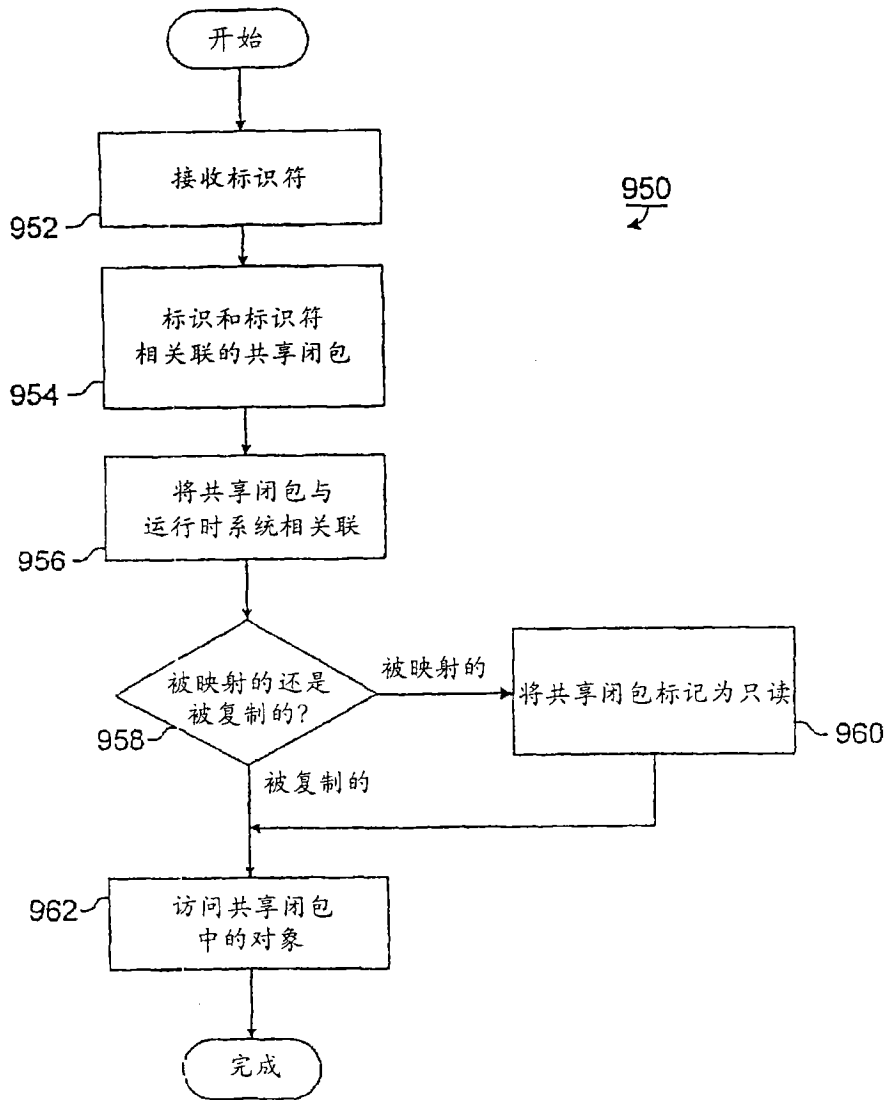 开始
接收标识符
952
950
标识和标识符
相关联的共享闭包
954
将共享闭包与
运行时系统相关联
956
被映射的还是
被复制的?
958
被映射的
将共享闭包标记为只读
960
被复制的
962
访问共享闭包
中的对象
完成